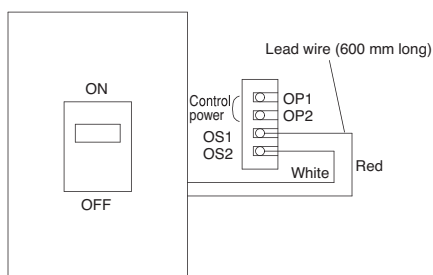 Lead wire (600 mm long)
ON
Control
power
OP1
OP2
OS1
OS2
White
Red
OFF